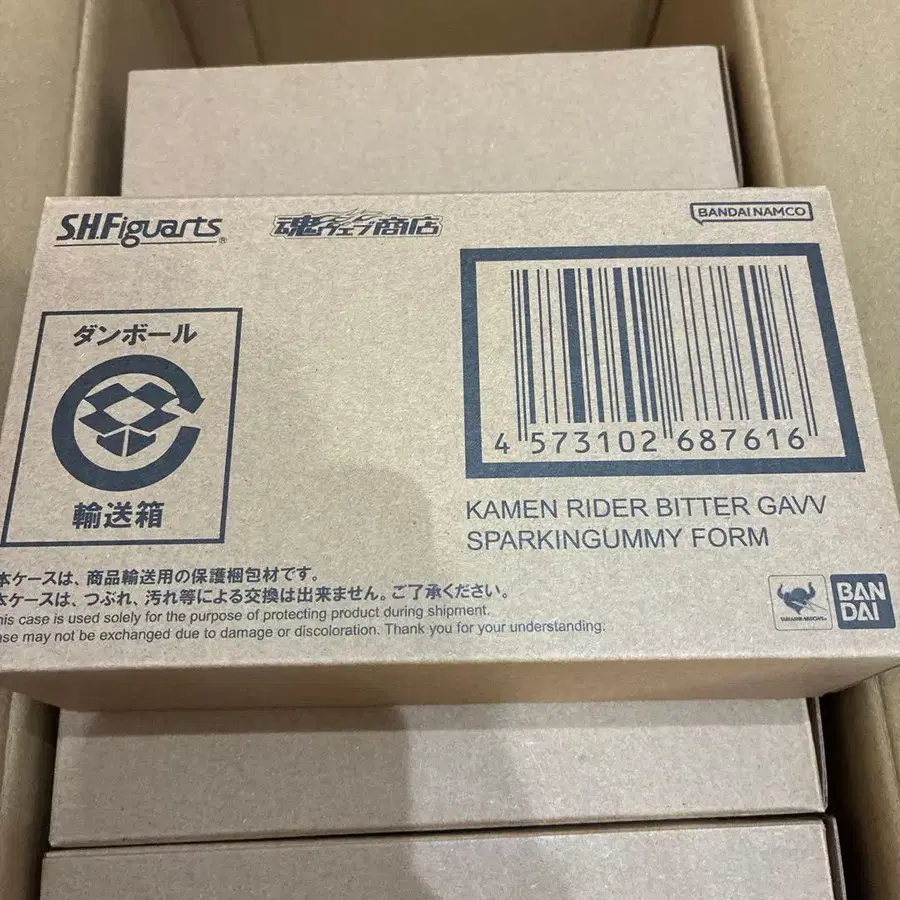 S.H.Figuarts®
魂ウェブ商店
BANDAI NAMCO
ダンボール
輸送箱
4 573102 687616
KAMEN RIDER BITTER GAVV
SPARKINGUMMY FORM
本ケースは、商品輸送用の保護梱包材です。
本ケースは、つぶれ、汚れ等による交換は出来ません。ご了承ください。
his case is used solely for the purpose of protecting product during shipment.
ase may not be exchanged due to damage or discoloration. Thank you for your understanding.
BAN
DAI